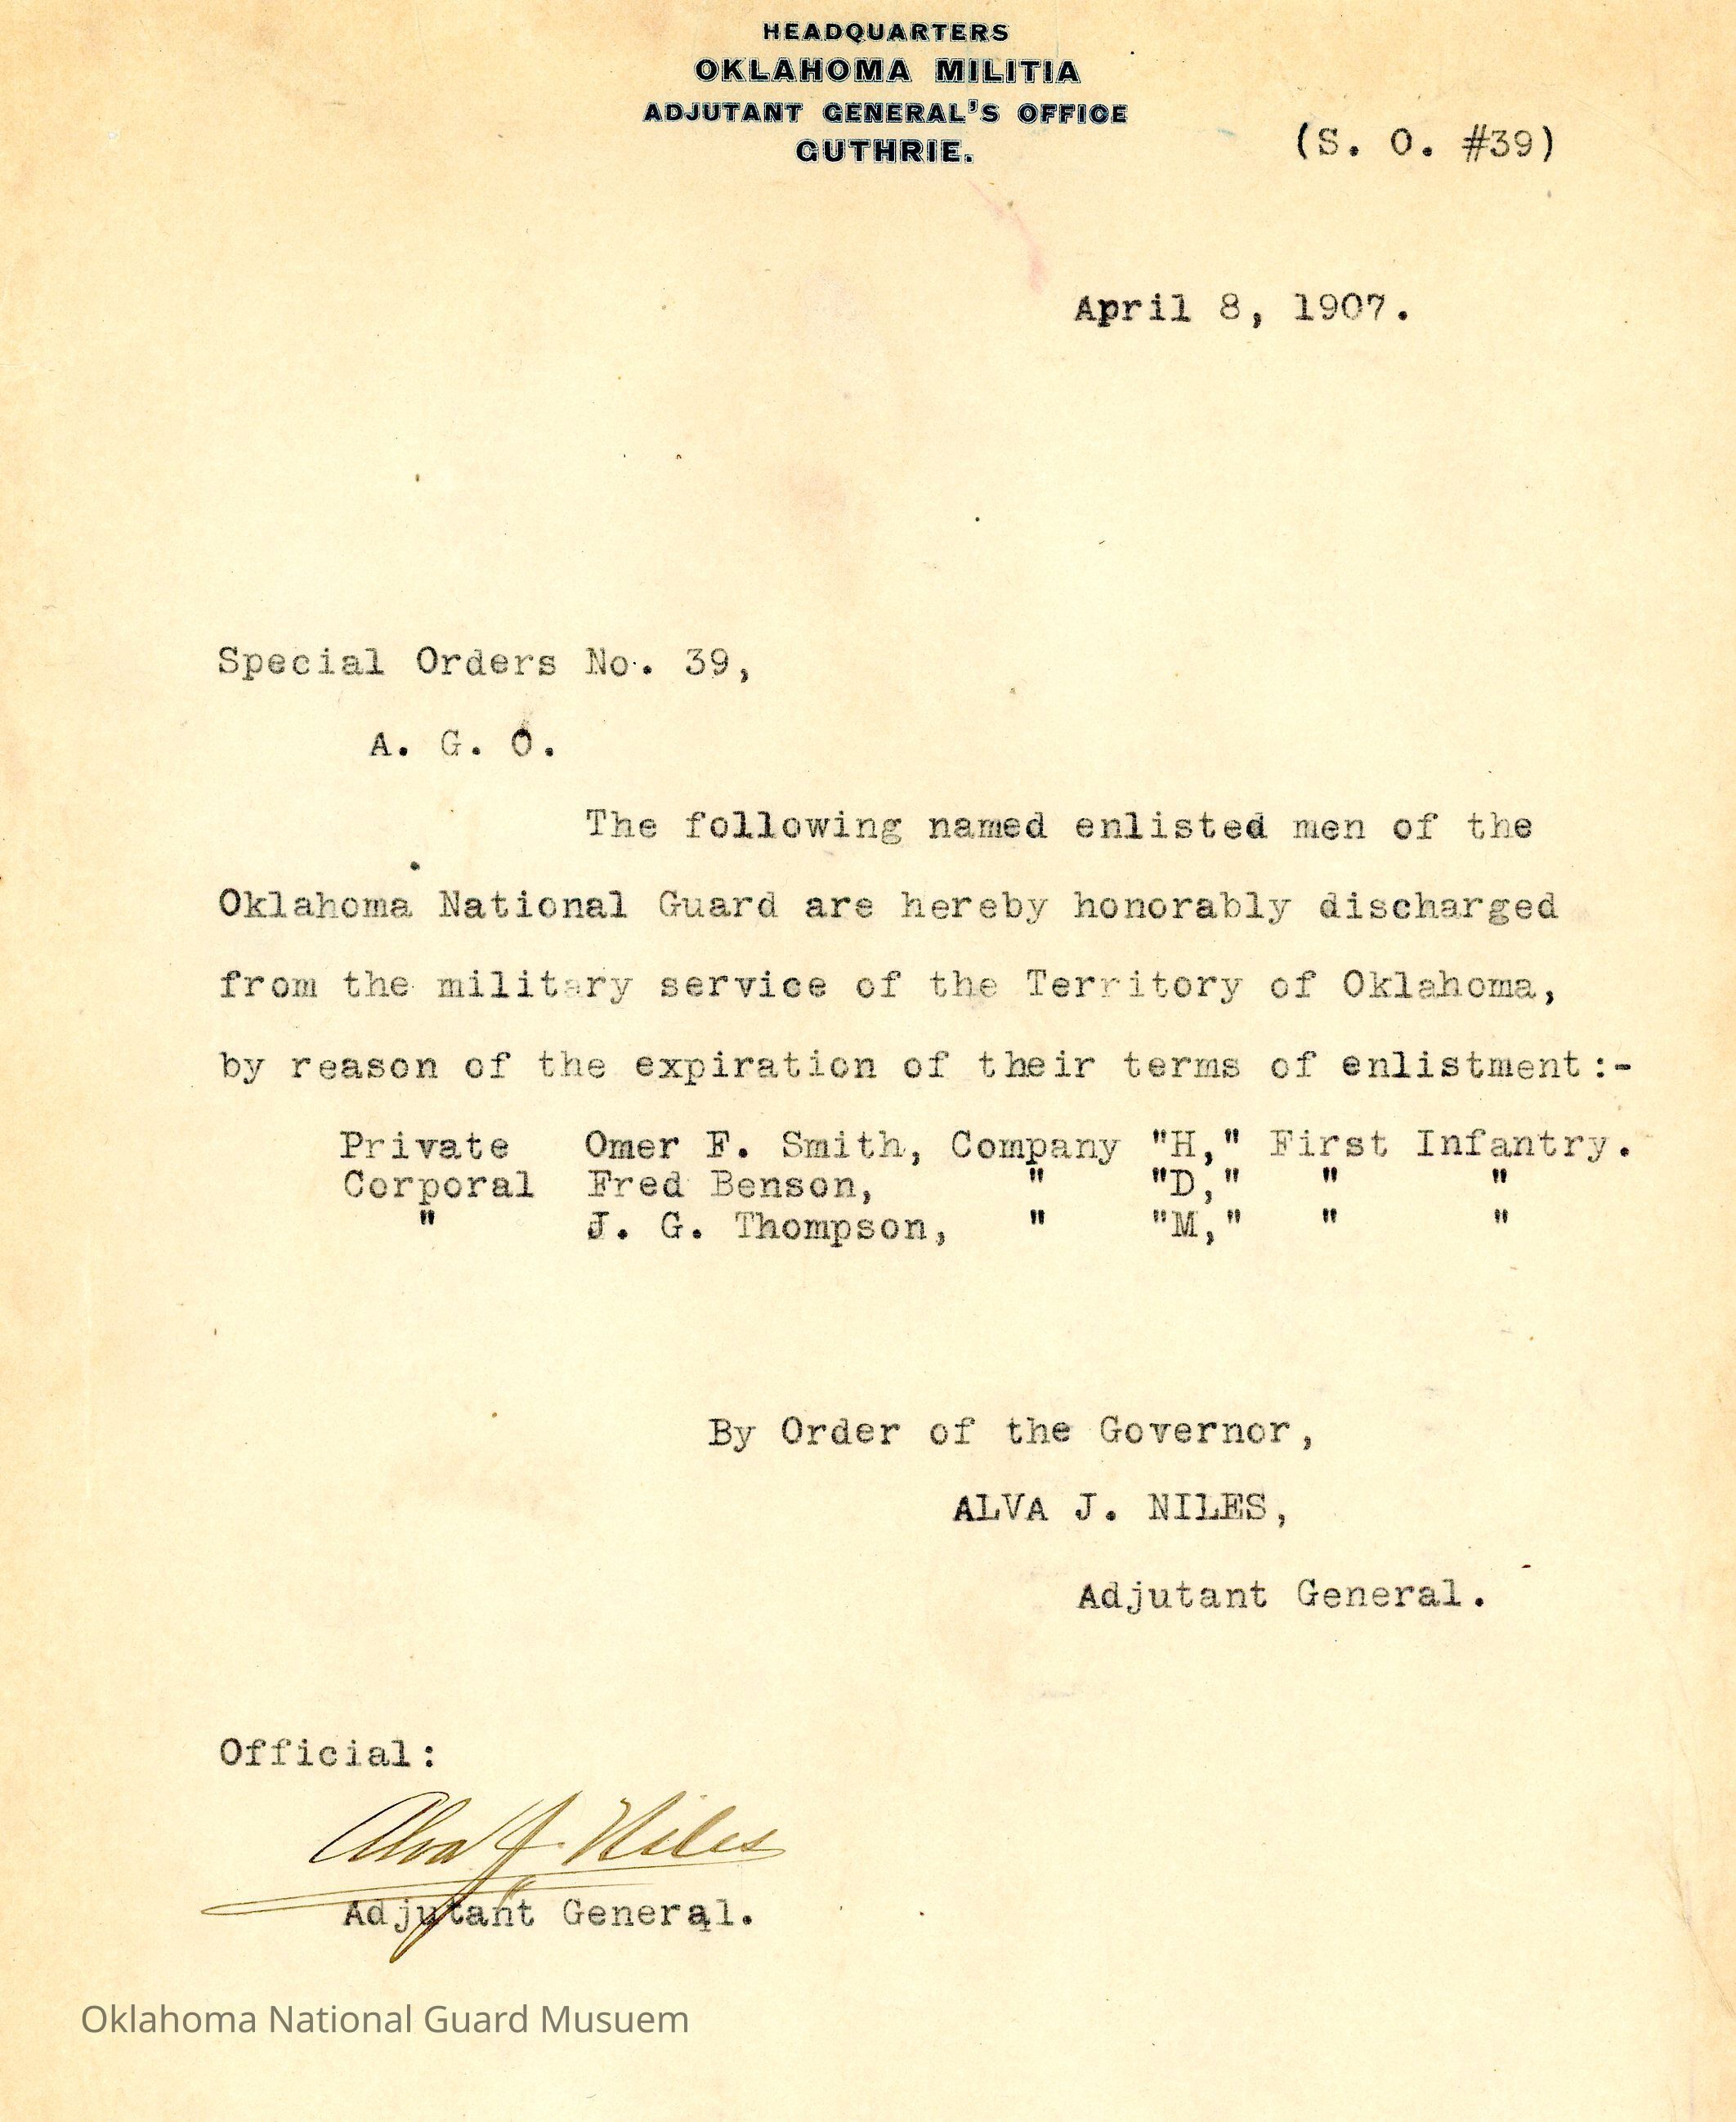 HEADQUARTERS
OKLAHOMA MILITIA
ADJUTANT GENERAL'S OFFICE
GUTHRIE.
(S. O. #39)
April 8, 1907.
Special Orders No. 39,
A. G. O.
The following named enlisted men of the
Oklahoma National Guard are hereby honorably discharged
from the military service of the Territory of Oklahoma,
by reason of the expiration of their terms of enlistment:-
Private Omer F. Smith, Company "H," First Infantry.
Corporal Fred Benson, " "D," " "
" J. G. Thompson, " "M," " "
By Order of the Governor,
ALVA J. NILES,
Adjutant General.
Official:
Alva J. Niles
Adjutant General.
Oklahoma National Guard Musuem